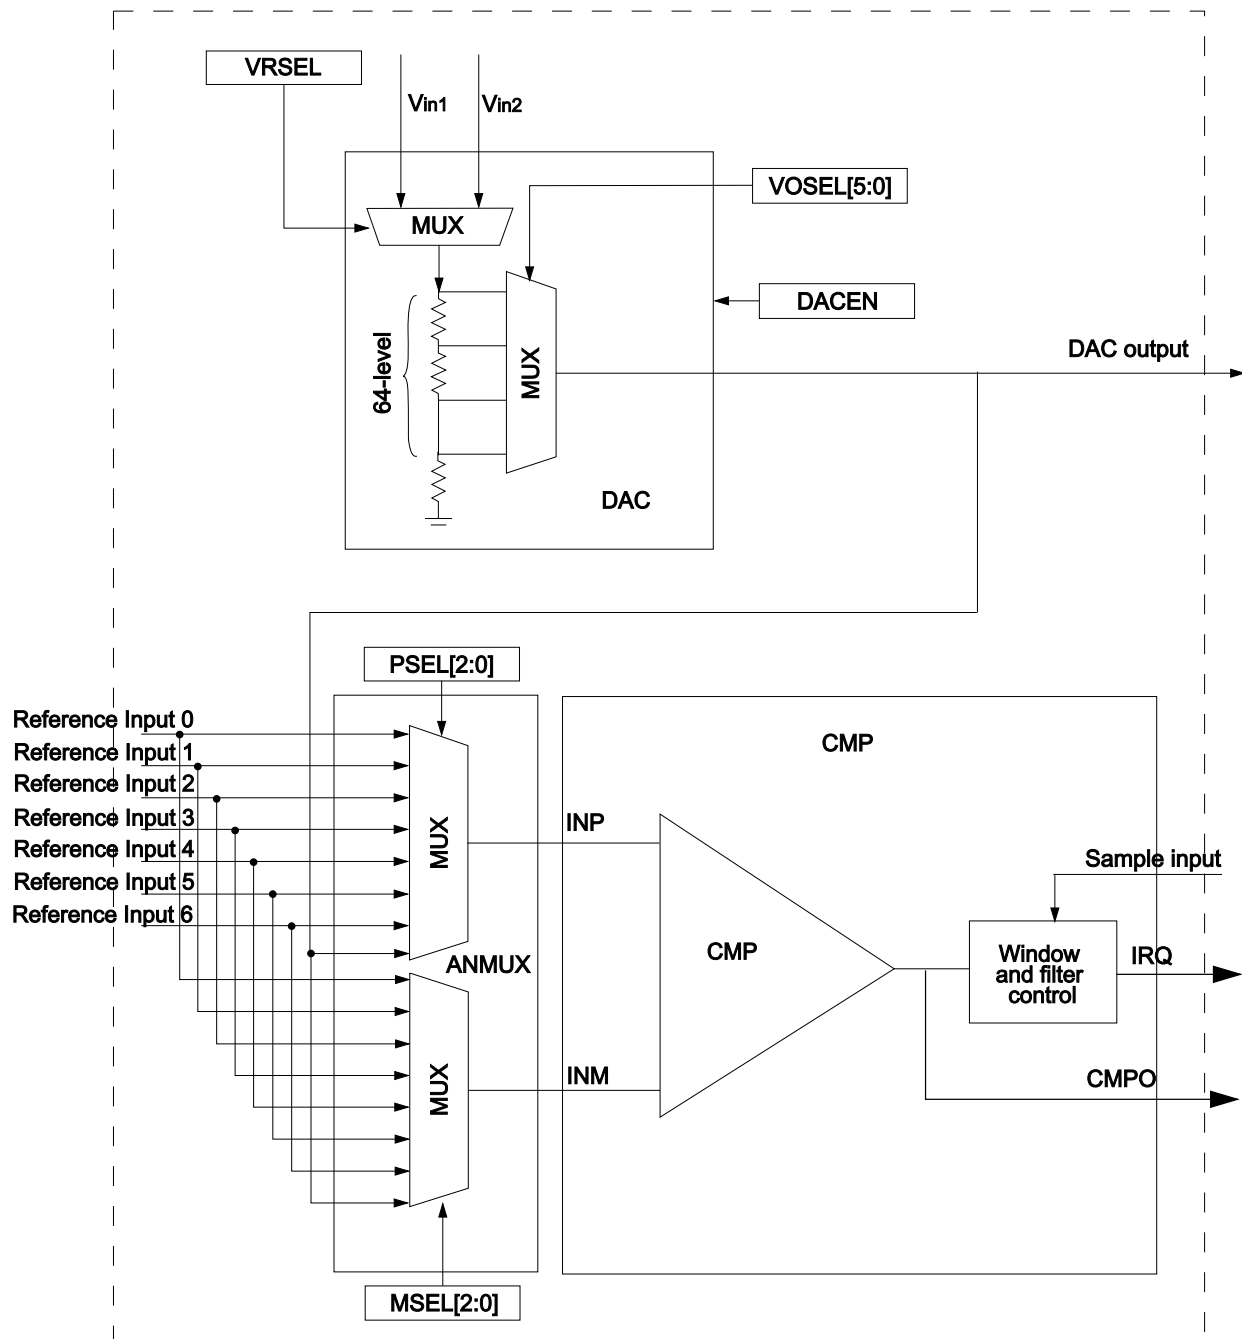 VRSEL
Vin1
Vin2
VOSEL[5:0]
MUX
DACEN
64-level
MUX
DAC output
DAC
PSEL[2:0]
Reference Input 0
Reference Input 1
Reference Input 2
Reference Input 3
Reference Input 4
Reference Input 5
Reference Input 6
MUX
ANMUX
MUX
MSEL[2:0]
CMP
INP
INM
CMP
Sample input
Window
and filter
control
IRQ
CMPO